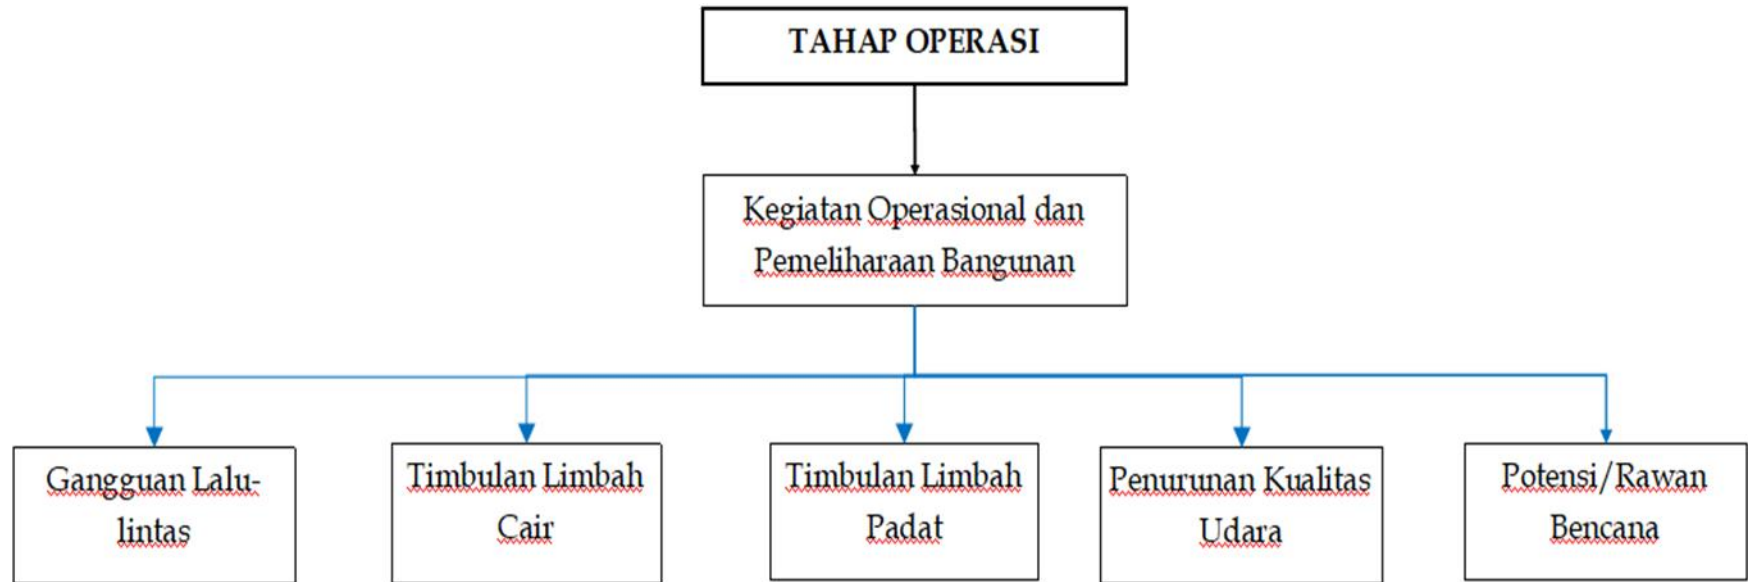 TAHAP OPERASI
Kegiatan Operasional dan
Pemeliharaan Bangunan
Gangguan Lalu-
lintas
Timbulan Limbah
Cair
Timbulan Limbah
Padat
Penurunan Kualitas
Udara
Potensi/Rawan
Bencana